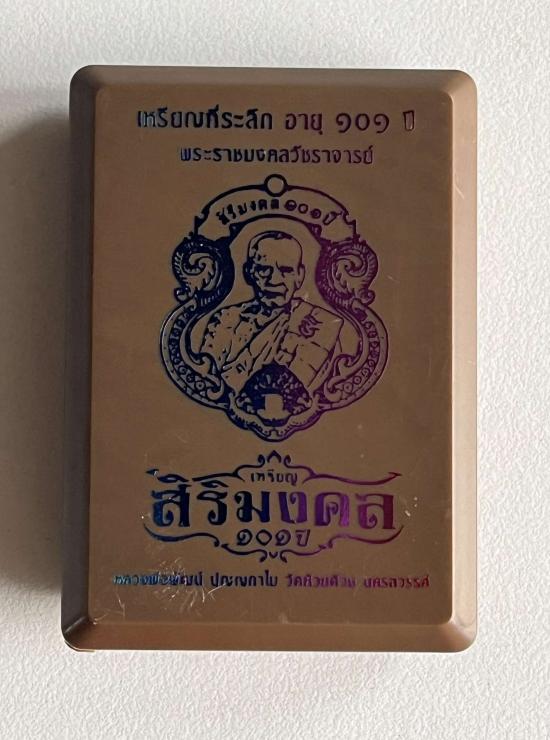 เหรียญที่ระลึก อายุ ๑๐๑ ปี
พระราชมงคลวัชราจารย์
สิริมงคล ๑๐๑ ปี
เหรียญ
สิริมงคล
๑๐๑ ปี
หลวงพ่อพัฒน์ ปุญฺญกาโม วัดห้วยด้วน นครสวรรค์